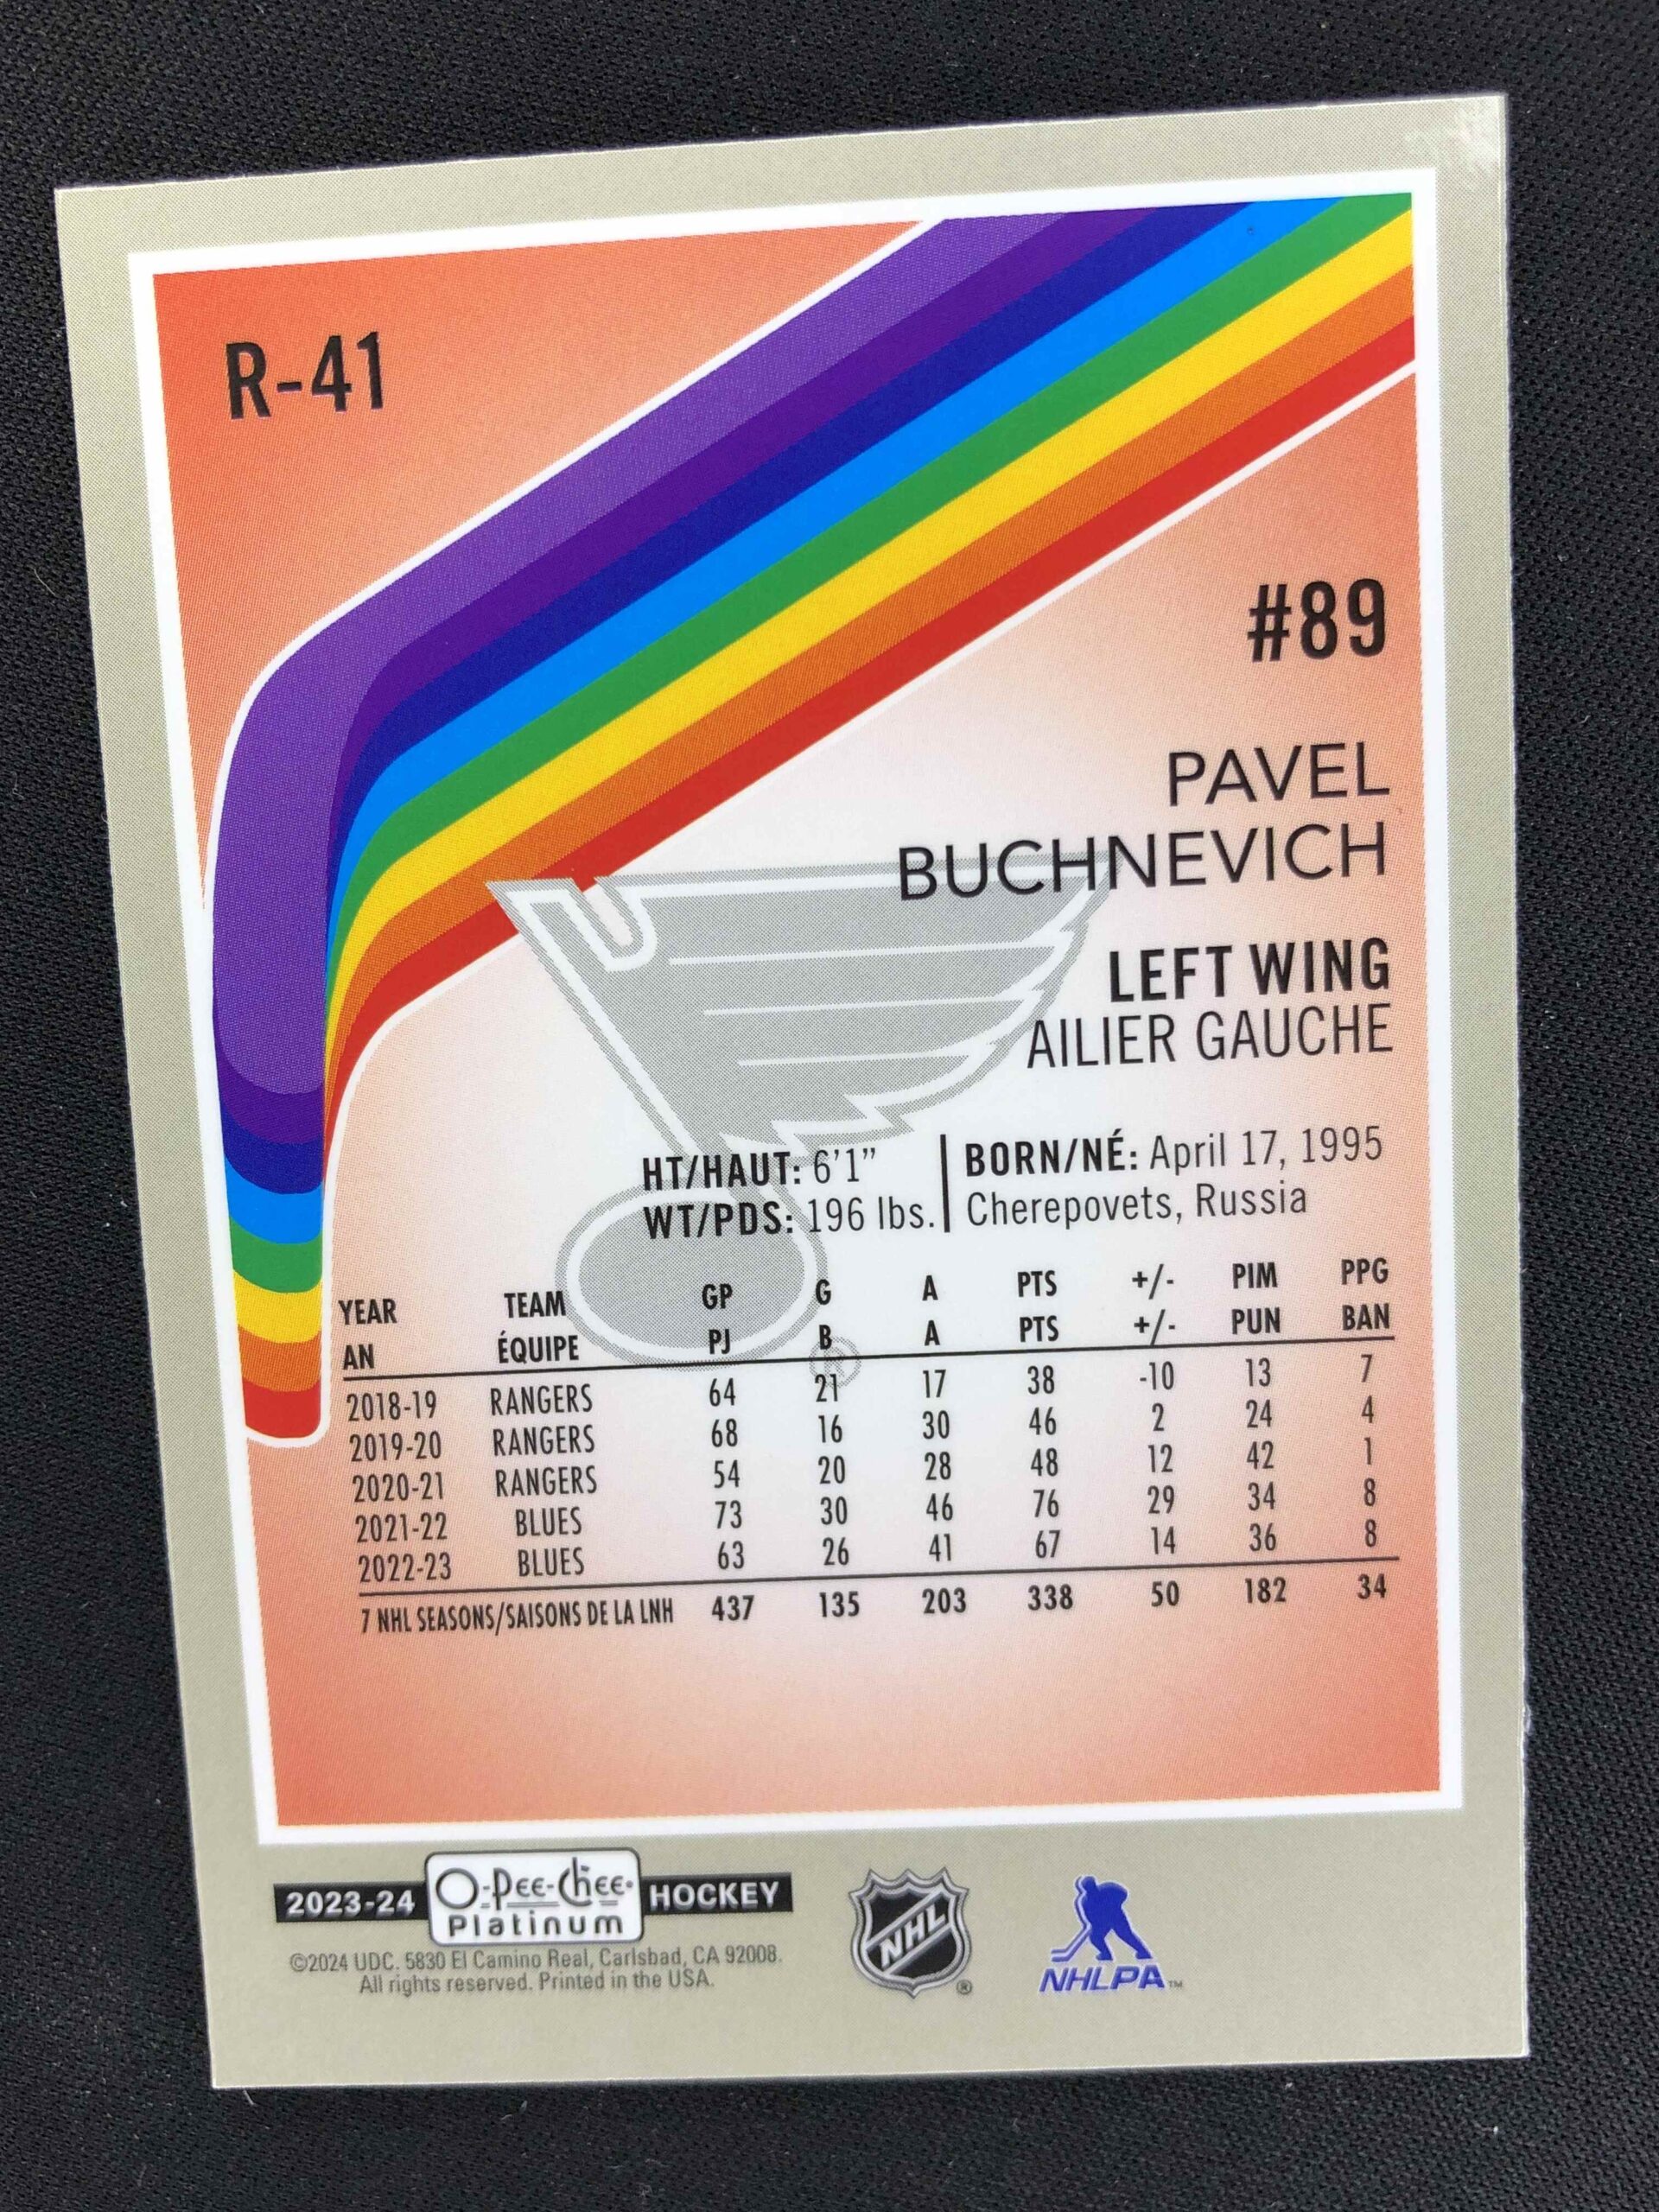 R-41
#89
PAVEL
BUCHNEVICH
LEFT WING
AILIER GAUCHE
HT/HAUT: 6'1" | BORN/NÉ: April 17, 1995
WT/PDS: 196 lbs. | Cherepovets, Russia
YEAR TEAM GP G A PTS +/- PIM PPG
AN ÉQUIPE PJ B A PTS +/- PUN BAN
2018-19 RANGERS 64 21 17 38 -10 13 7
2019-20 RANGERS 68 16 30 46 2 24 4
2020-21 RANGERS 54 20 28 48 12 42 1
2021-22 BLUES 73 30 46 76 29 34 8
2022-23 BLUES 63 26 41 67 14 36 8
7 NHL SEASONS/SAISONS DE LA LNH 437 135 203 338 50 182 34
2023-24 O-Pee-Chee HOCKEY
Platinum
©2024 UDC. 5830 El Camino Real, Carlsbad, CA 92008.
All rights reserved. Printed in the USA.
NHL ®
NHLPA™